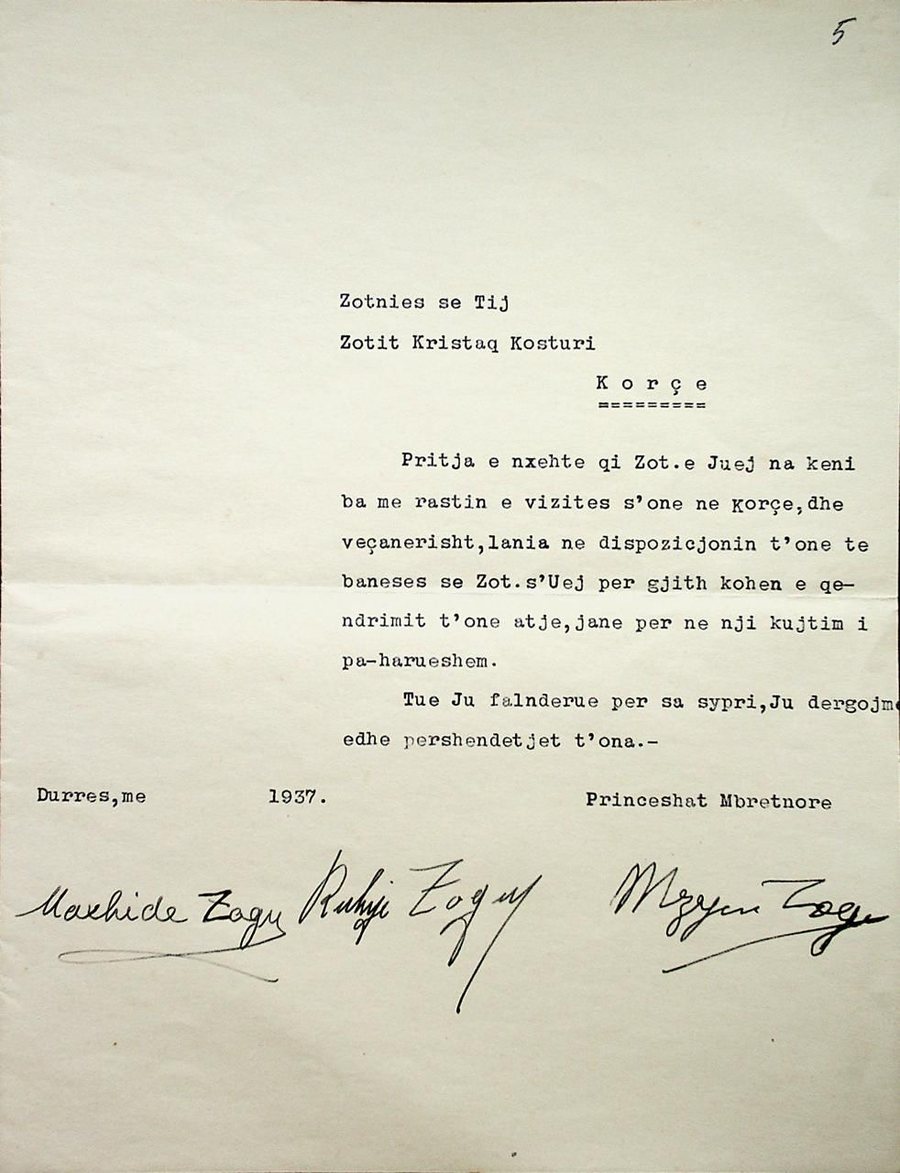 5
Zotnies se Tij
Zotit Kristaq Kosturi
K o r ç e
=========
Pritja e nxehte qi Zot.e Juej na keni
ba me rastin e vizites s'one ne Korçe,dhe
veçanerisht,lania ne dispozicjonin t'one te
baneses se Zot.s'Uej per gjith kohen e qe-
ndrimit t'one atje,jane per ne nji kujtim i
pa-harueshem.
Tue Ju falnderue per sa sypri,Ju dergojme
edhe pershendetjet t'ona.-
Durres,me 1937.
Princeshat Mbretnore
Maxhide Zogu Ruhije Zogu Myzejen Zogu